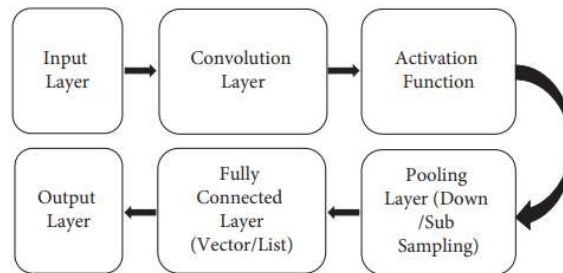 Input
Layer
Convolution
Layer
Activation
Function
Pooling
Layer (Down
/Sub
Sampling)
Fully
Connected
Layer
(Vector/List)
Output
Layer